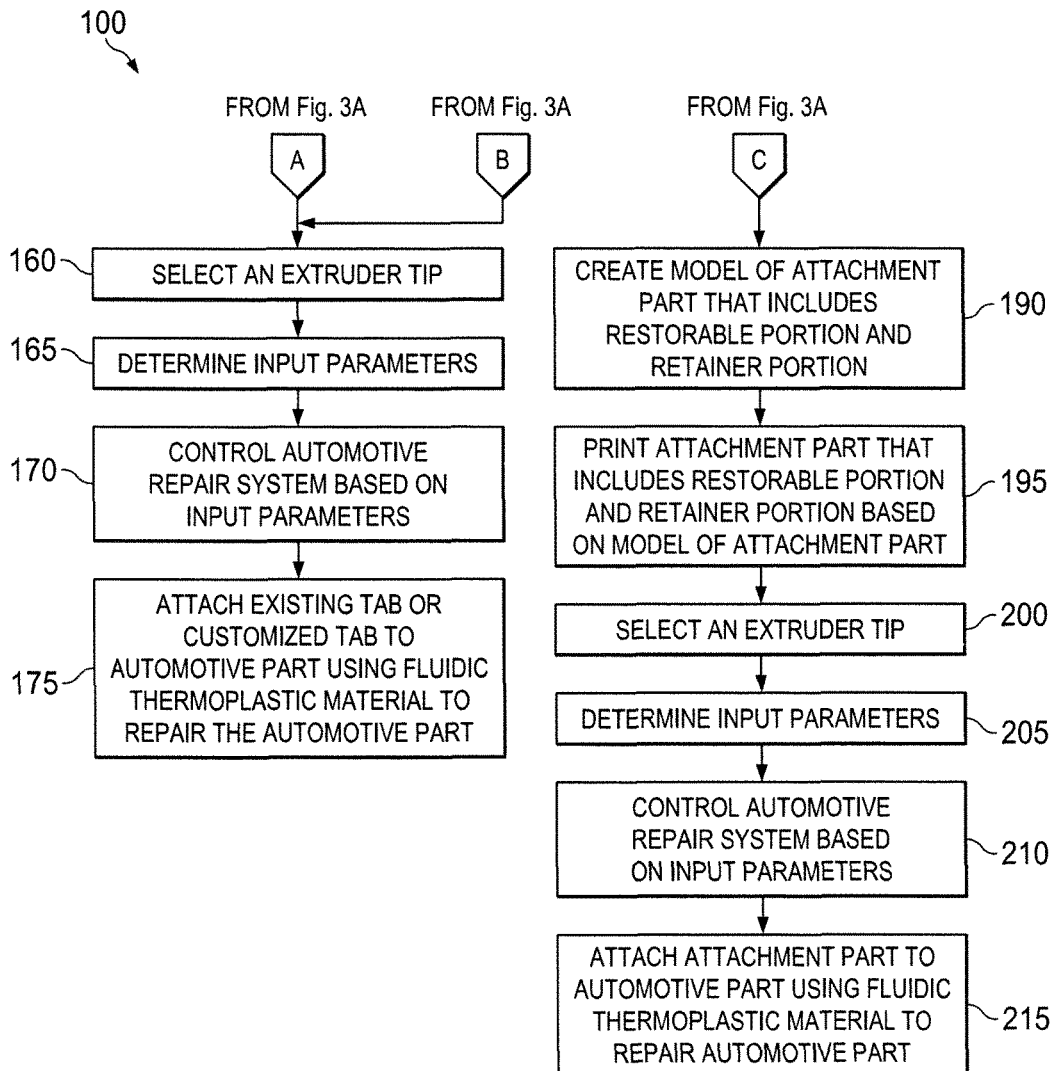 100
FROM Fig. 3A
FROM Fig. 3A
FROM Fig. 3A
A
B
C
160
SELECT AN EXTRUDER TIP
165
DETERMINE INPUT PARAMETERS
170
CONTROL AUTOMOTIVE
REPAIR SYSTEM BASED ON
INPUT PARAMETERS
175
ATTACH EXISTING TAB OR
CUSTOMIZED TAB TO
AUTOMOTIVE PART USING FLUIDIC
THERMOPLASTIC MATERIAL TO
REPAIR THE AUTOMOTIVE PART
CREATE MODEL OF ATTACHMENT
PART THAT INCLUDES
RESTORABLE PORTION AND
RETAINER PORTION
190
PRINT ATTACHMENT PART THAT
INCLUDES RESTORABLE PORTION
AND RETAINER PORTION BASED
ON MODEL OF ATTACHMENT PART
195
SELECT AN EXTRUDER TIP
200
DETERMINE INPUT PARAMETERS
205
CONTROL AUTOMOTIVE
REPAIR SYSTEM BASED
ON INPUT PARAMETERS
210
ATTACH ATTACHMENT PART TO
AUTOMOTIVE PART USING FLUIDIC
THERMOPLASTIC MATERIAL TO
REPAIR AUTOMOTIVE PART
215